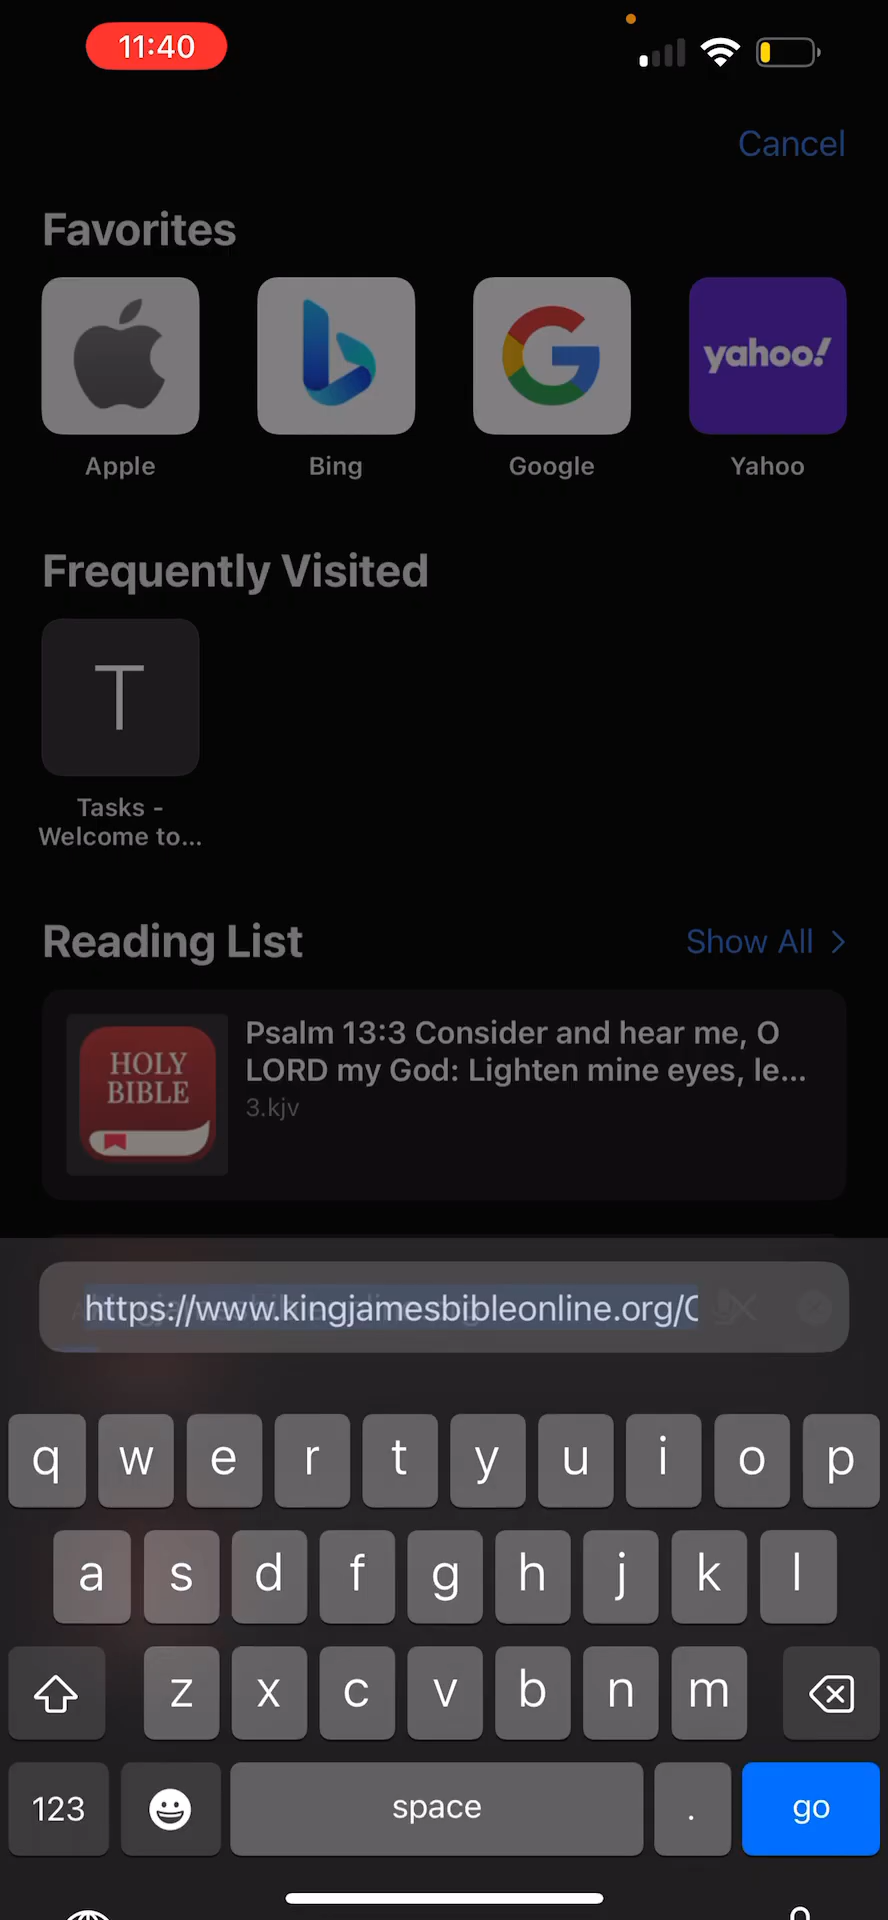 11:40
Cancel
Favorites
yahoo!
Apple
Bing
Google
Yahoo
Frequently Visited
T
Tasks -
Welcome to...
Reading List
Show All >
HOLY
BIBLE
Psalm 13:3 Consider and hear me, O
LORD my God: Lighten mine eyes, le...
3.kjv
https://www.kingjamesbibleonline.org/
q w e r t y u i o p
a s d f g h j k l
z x c v b n m
123
space
.
go